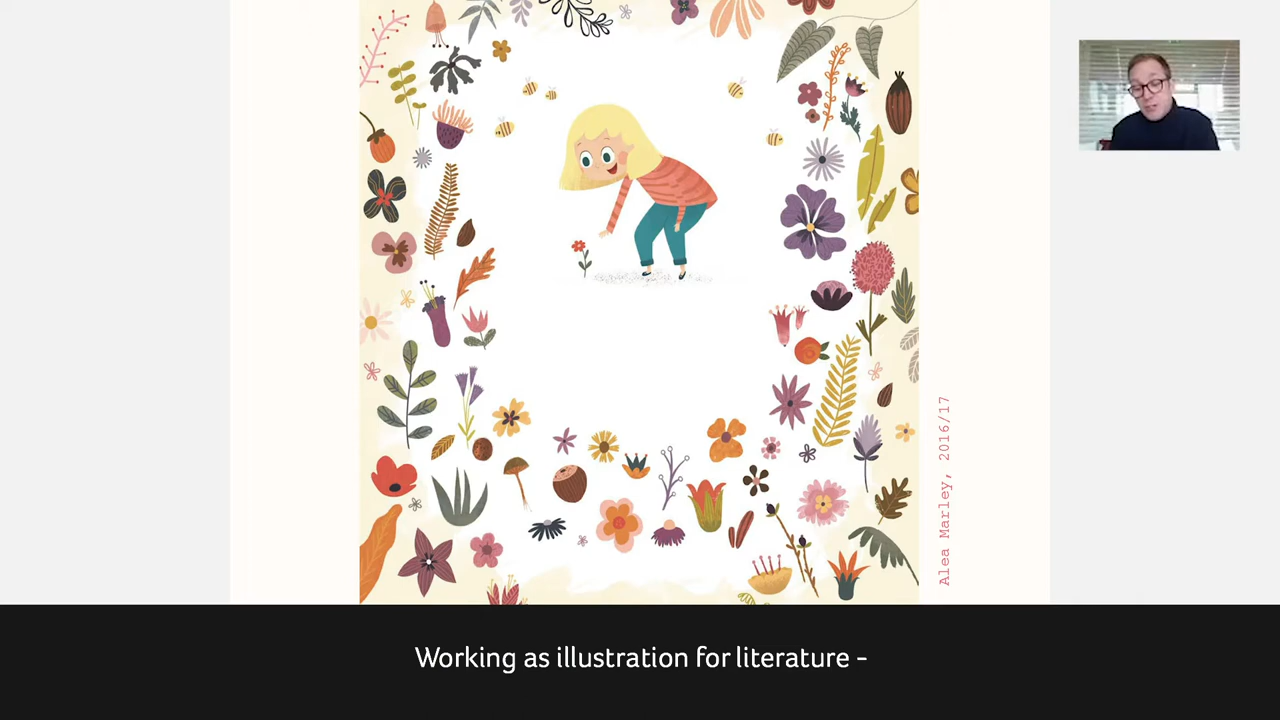 Alea Marley, 2016/17
Working as illustration for literature –